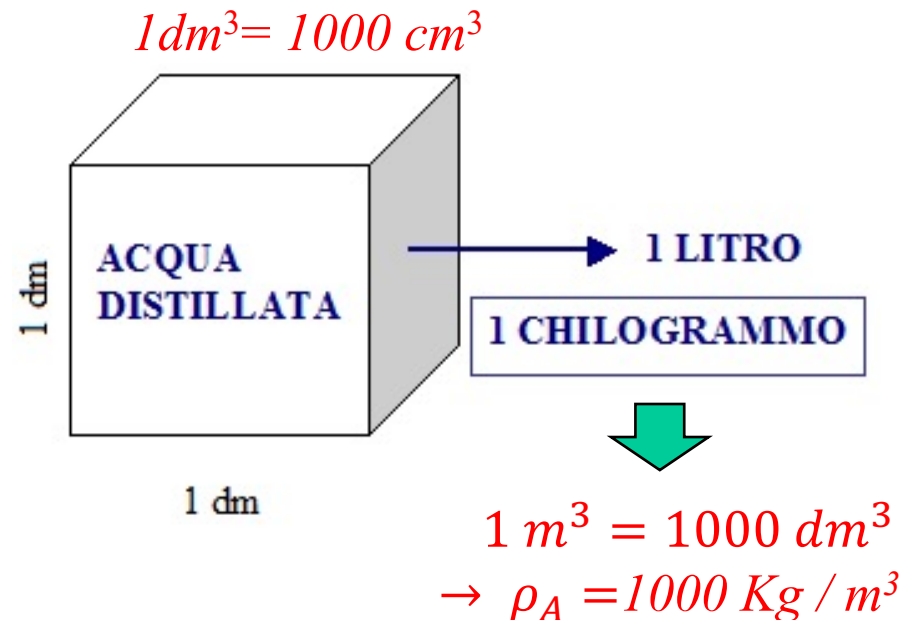 1dm³= 1000 cm³
ACQUA
DISTILLATA
1 dm
1 dm
1 LITRO
1 CHILOGRAMMO
1 m³ = 1000 dm³
→ ρ_A =1000 Kg / m³